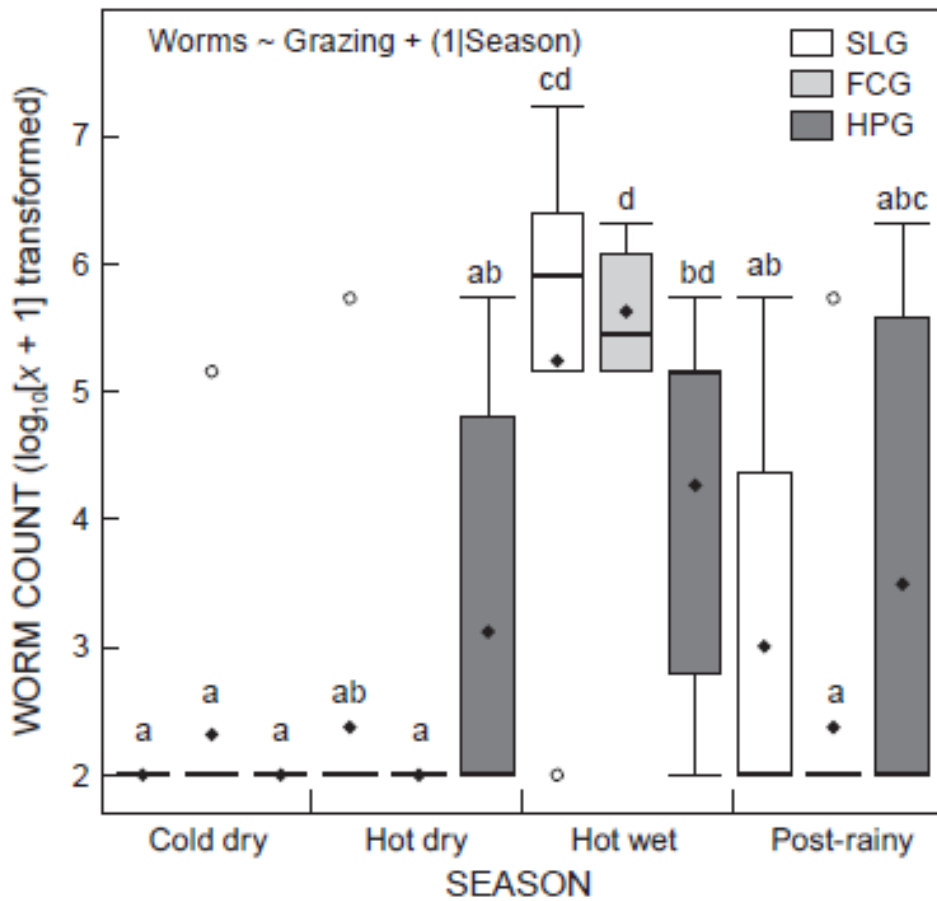 Worms ~ Grazing + (1|Season)
SLG
FCG
HPG
WORM COUNT (log₁₀[x + 1] transformed)
7
6
5
4
3
2
a
a
a
ab
a
ab
cd
d
bd
ab
a
abc
Cold dry
Hot dry
Hot wet
Post-rainy
SEASON